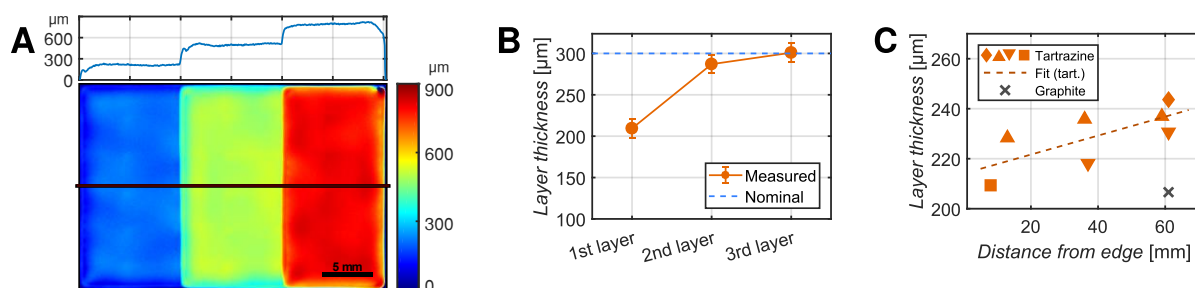 A
µm
600
300
0
µm
900
600
300
0
5 mm
B
Layer thickness [µm]
300
250
200
150
100
Measured
Nominal
1st layer
2nd layer
3rd layer
C
Layer thickness [µm]
260
240
220
200
Tartrazine
Fit (tart.)
Graphite
20
40
60
Distance from edge [mm]